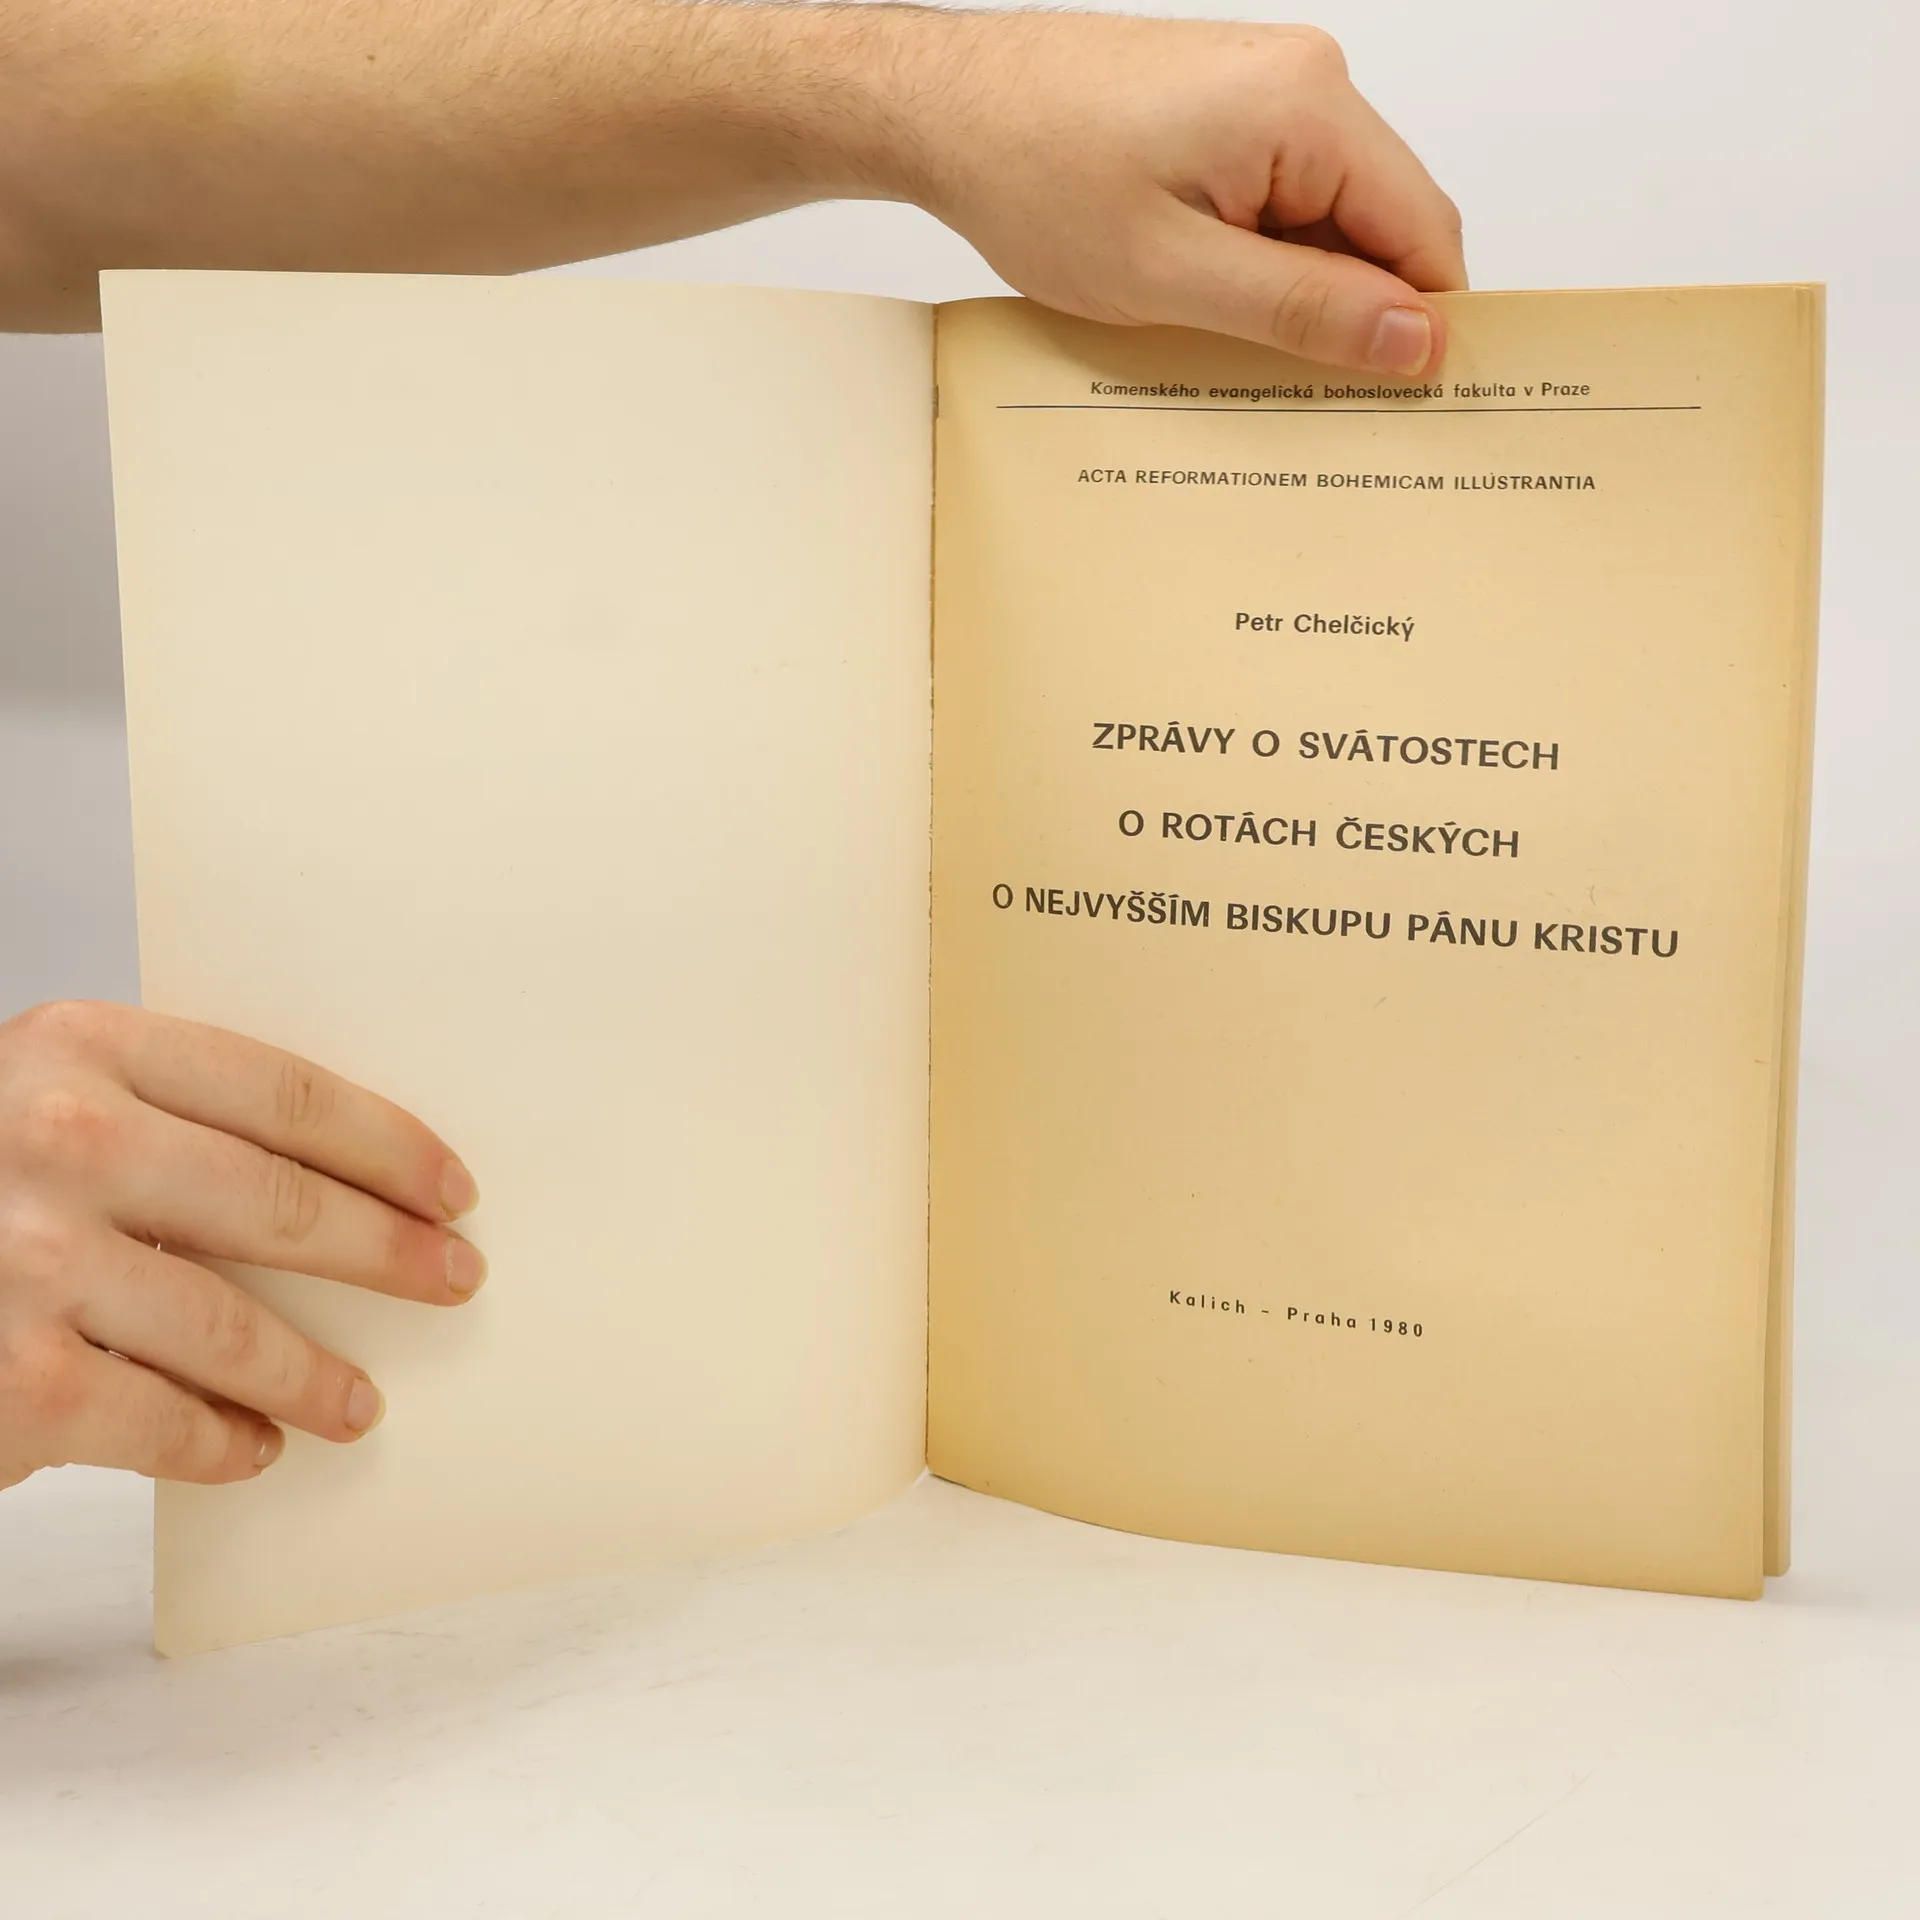 Komenského evangelická bohoslovecká fakulta v Praze
ACTA REFORMATIONEM BOHEMICAM ILLUSTRANTIA
Petr Chelčický
ZPRÁVY O SVÁTOSTECH
O ROTÁCH ČESKÝCH
O NEJVYŠŠÍM BISKUPU PÁNU KRISTU
Kalich - Praha 1980